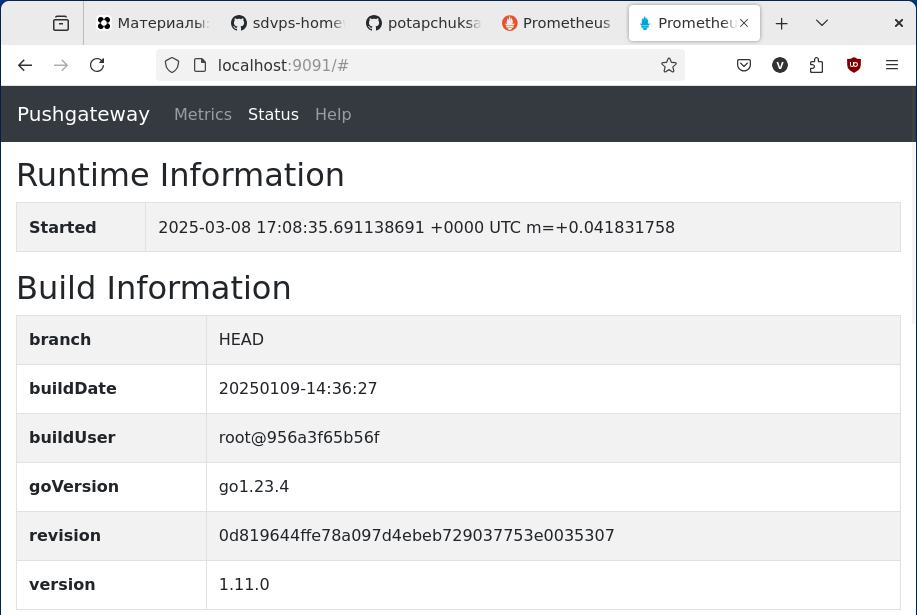 Материалы
sdvps-home
potapchuksa
Prometheus
Prometheu
localhost:9091/#
Pushgateway Metrics Status Help
Runtime Information
Started 2025-03-08 17:08:35.691138691 +0000 UTC m=+0.041831758
Build Information
branch HEAD
buildDate 20250109-14:36:27
buildUser root@956a3f65b56f
goVersion go1.23.4
revision 0d819644ffe78a097d4ebeb729037753e0035307
version 1.11.0